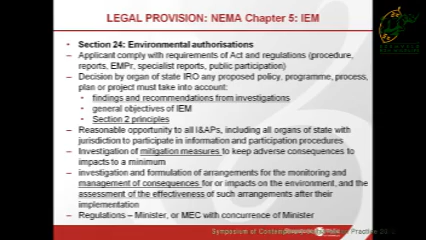 LEGAL PROVISION: NEMA Chapter 5: IEM
• Section 24: Environmental authorisations
– Applicant comply with requirements of Act and regulations (procedure,
reports, EMPr, specialist reports, public participation)
– Decision by organ of state IRO any proposed policy, programme, process,
plan or project must take into account:
• findings and recommendations from investigations
• general objectives of IEM
• Section 2 principles
– Reasonable opportunity to all I&APs, including all organs of state with
jurisdiction to participate in information and participation procedures
– Investigation of mitigation measures to keep adverse consequences fo
impacts to a minimum
– investigation and formulation of arrangements for the monitoring and
management of consequences for or impacts on the environment, and the
assessment of the effectiveness of such arrangements after their
implementation
– Regulations – Minister, or MEC with concurrence of Minister
Symposium of Contemporary
Practice 20